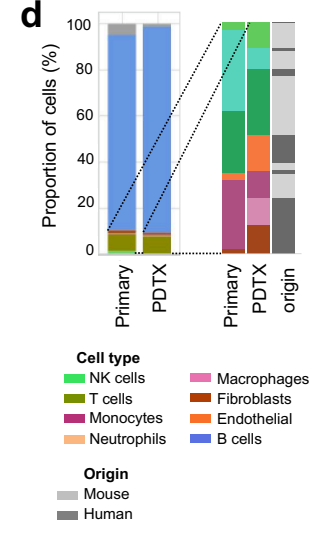 d
Proportion of cells (%)
100
80
60
40
20
0
Primary
PDTX
Primary
PDTX
origin
Cell type
NK cells
T cells
Monocytes
Neutrophils
Macrophages
Fibroblasts
Endothelial
B cells
Origin
Mouse
Human